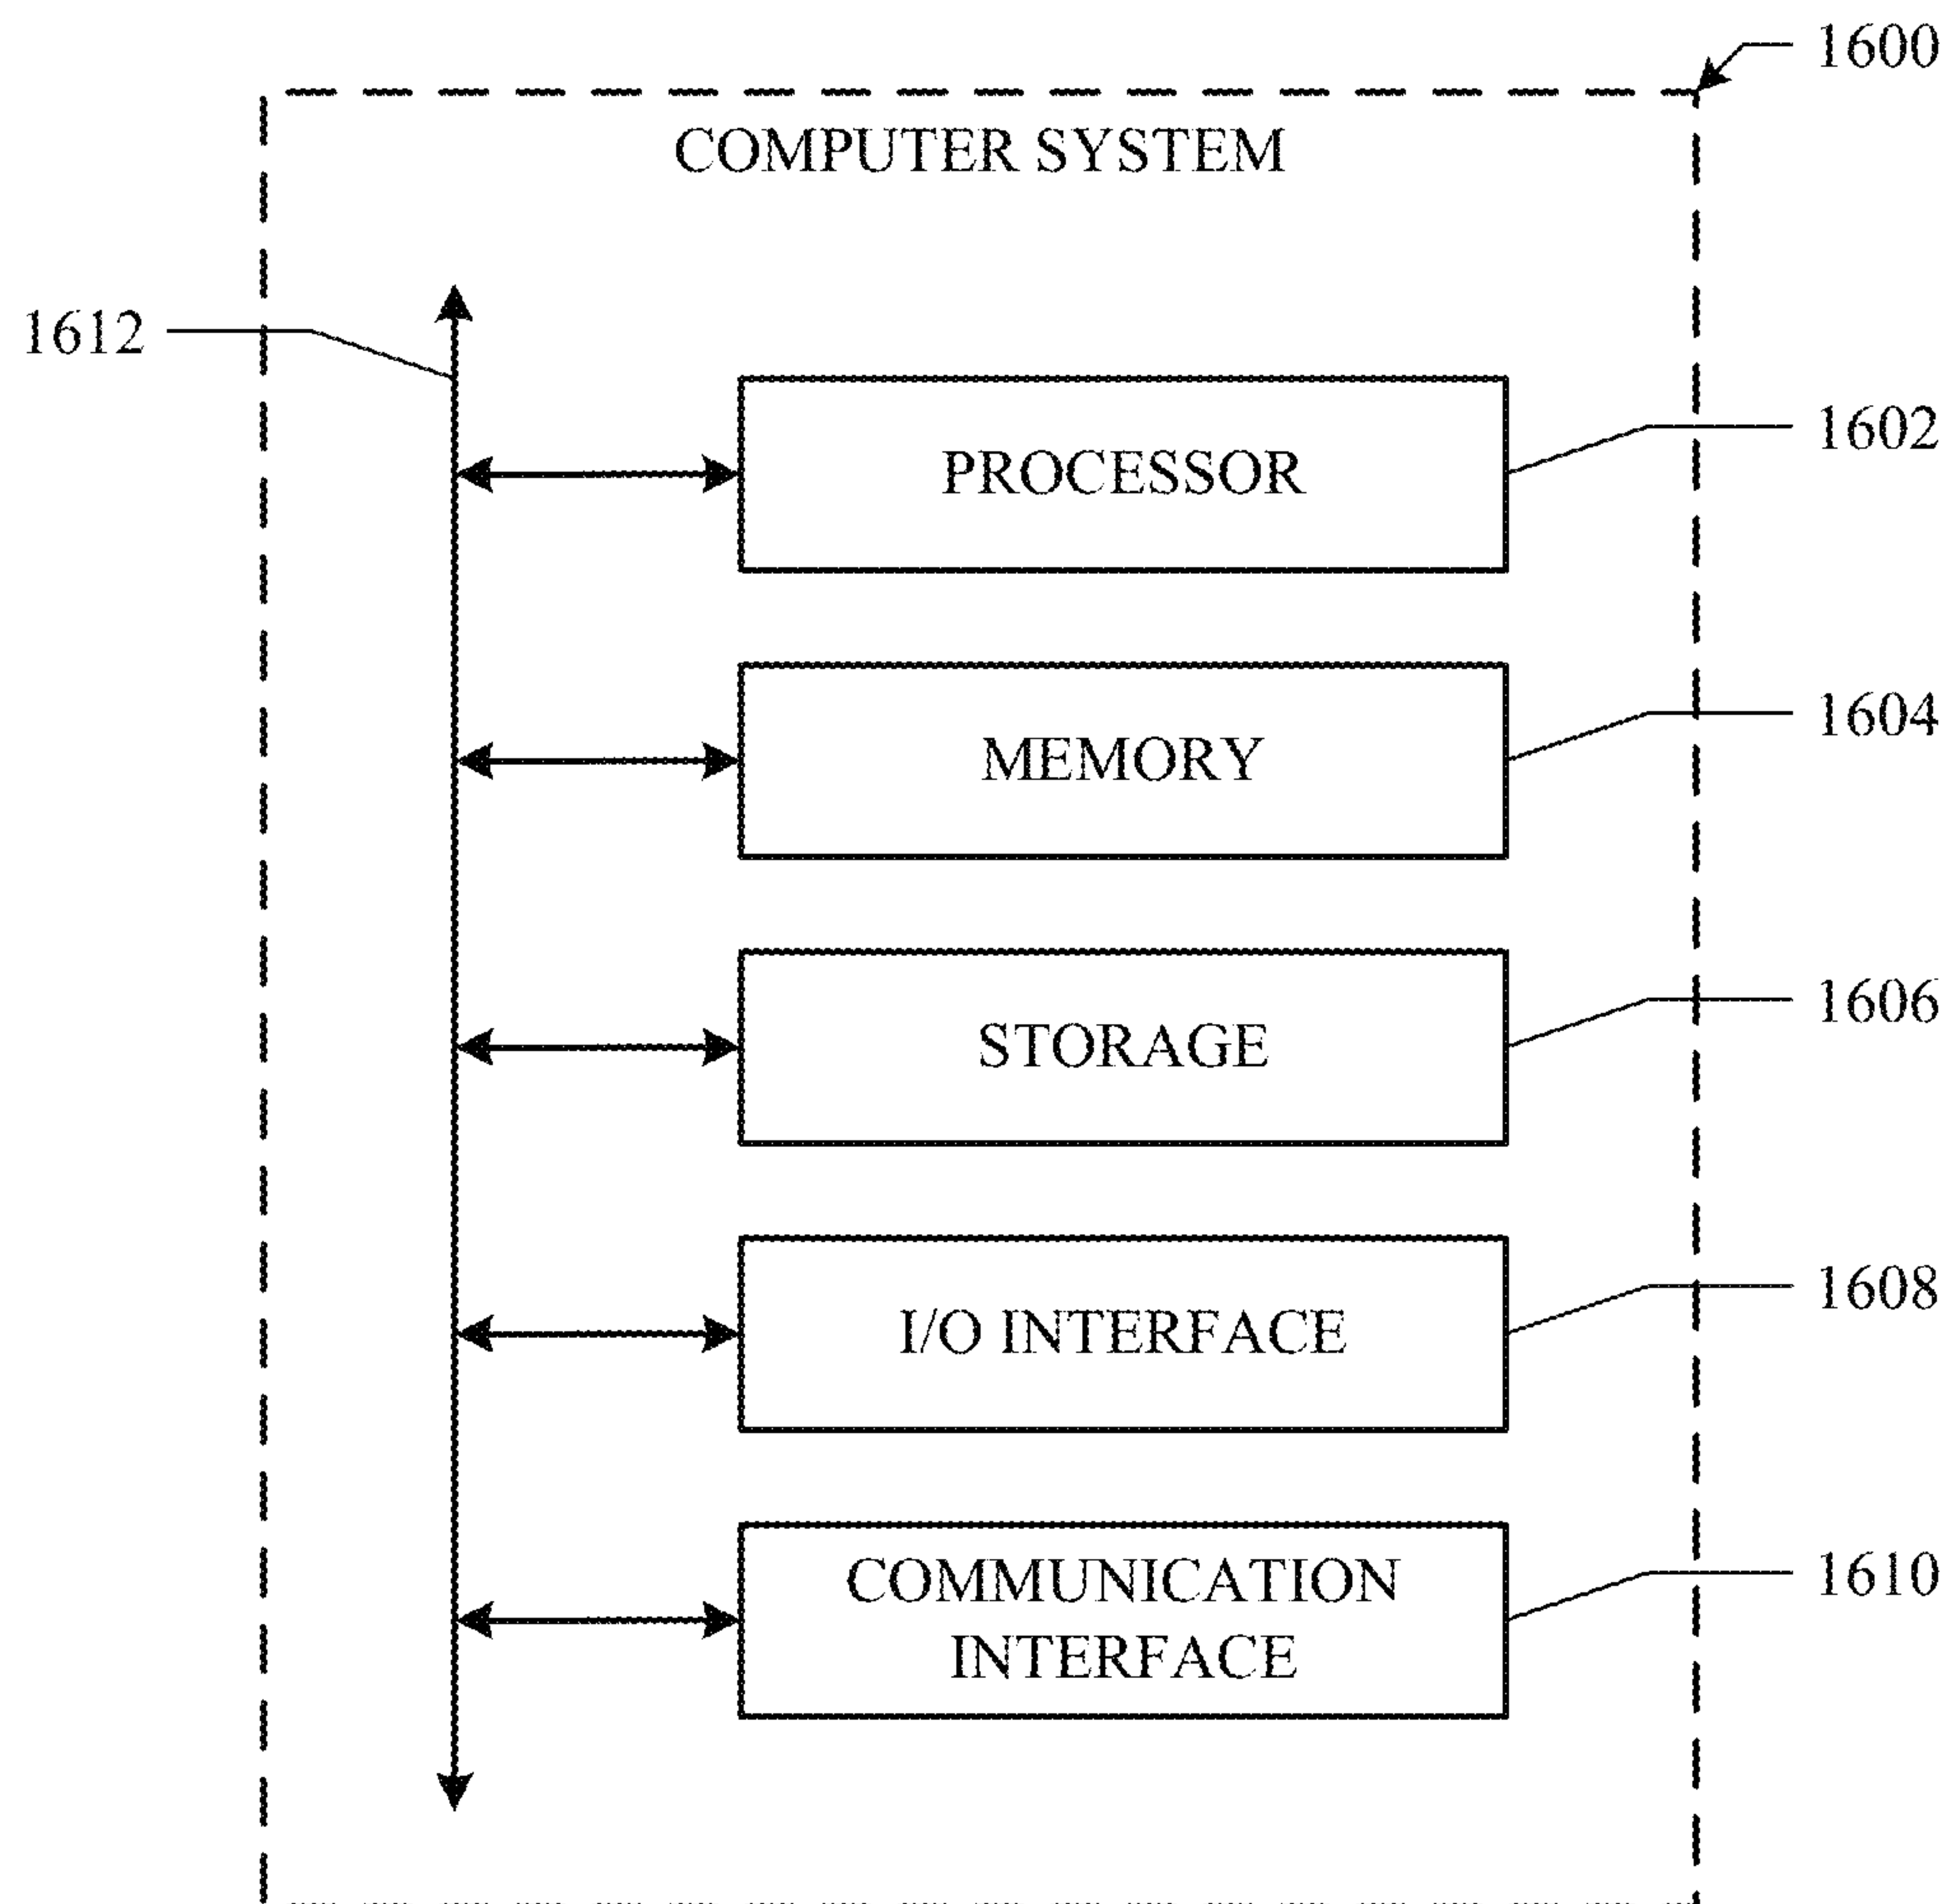 1600
COMPUTER SYSTEM
1612
1602
PROCESSOR
1604
MEMORY
1606
STORAGE
1608
I/O INTERFACE
1610
COMMUNICATION
INTERFACE